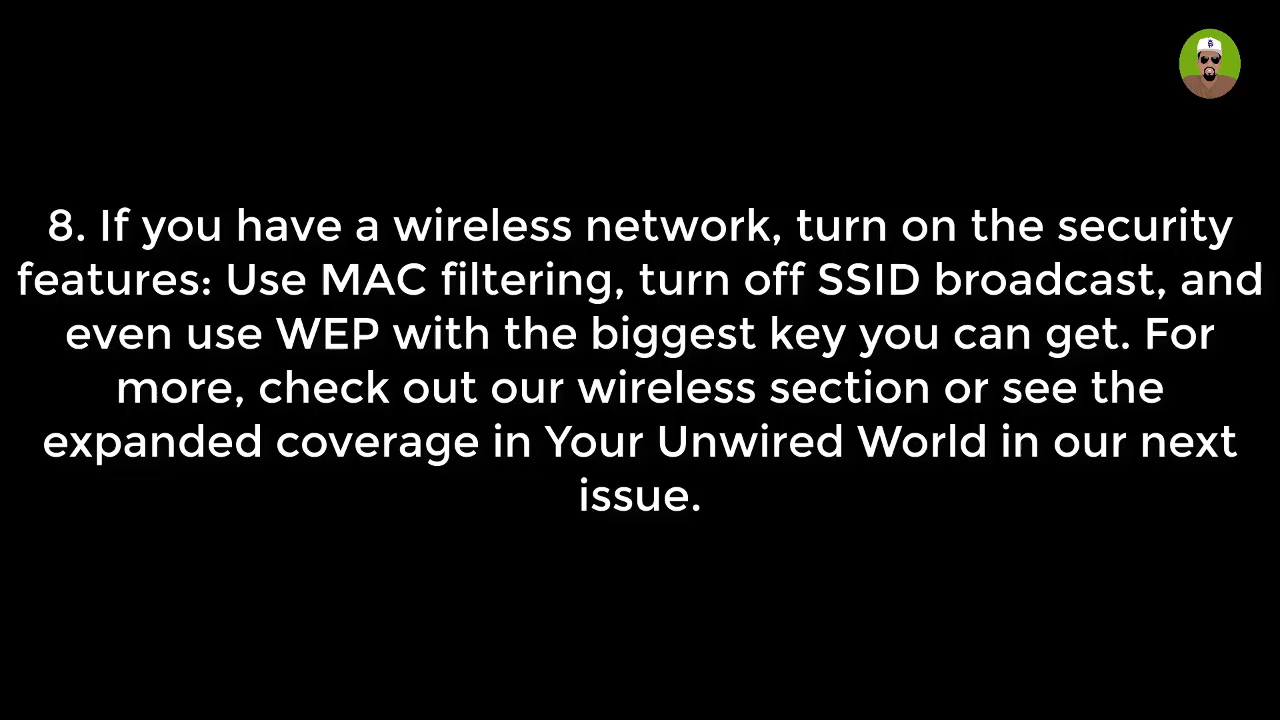 8. If you have a wireless network, turn on the security
features: Use MAC filtering, turn off SSID broadcast, and
even use WEP with the biggest key you can get. For
more, check out our wireless section or see the
expanded coverage in Your Unwired World in our next
issue.